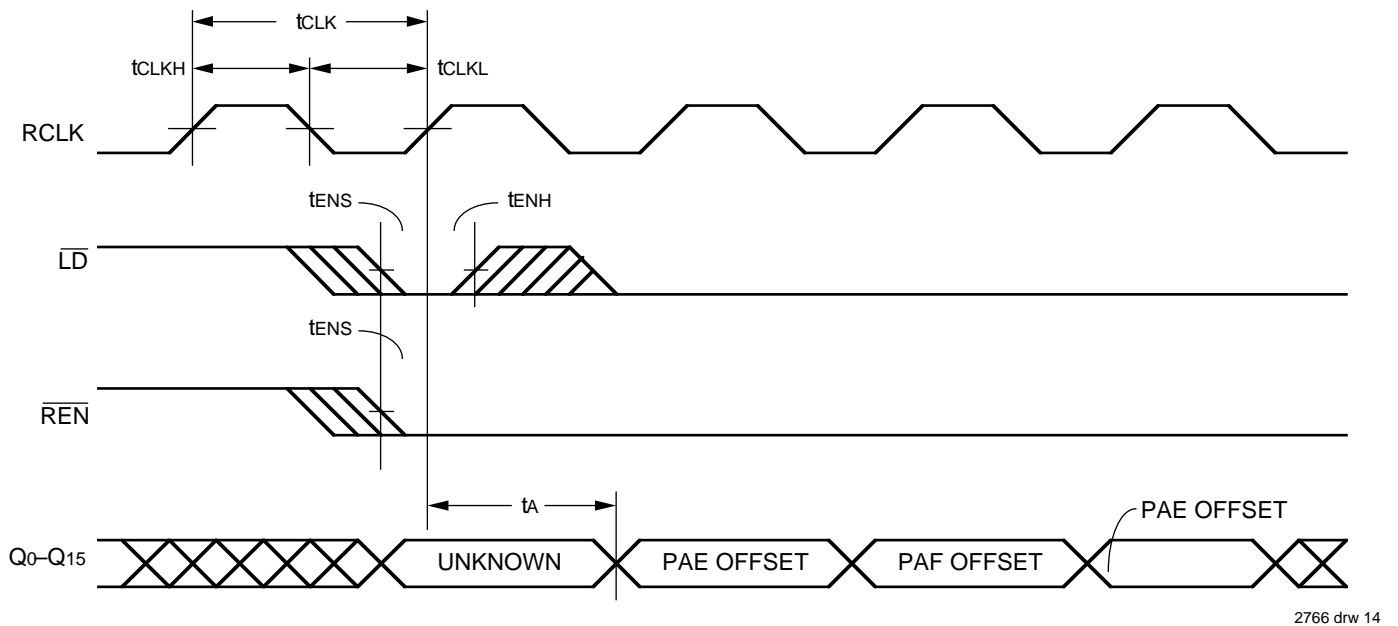 tCLK
tCLKH
tCLKL
RCLK
tENS
tENH
LD
tENS
REN
tA
PAE OFFSET
Q0–Q15
UNKNOWN
PAE OFFSET
PAF OFFSET
2766 drw 14